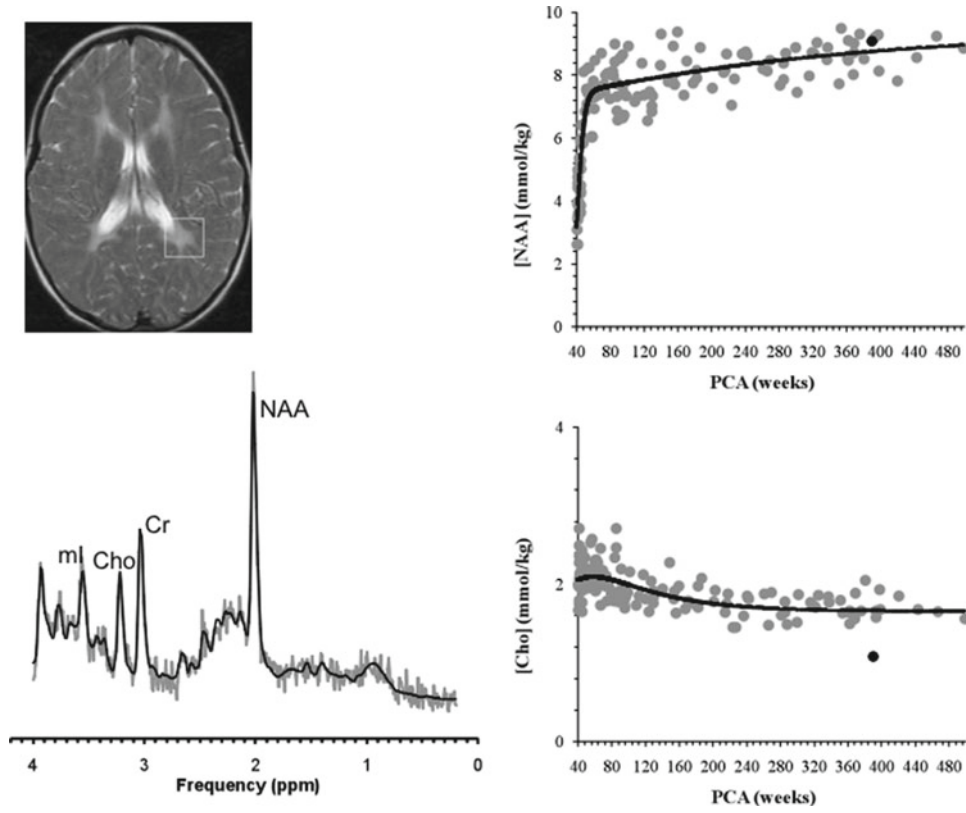 10
8
6
4
2
0
[NAA] (mmol/kg)
40 80 120 160 200 240 280 320 360 400 440 480
PCA (weeks)
NAA
Cr
mI
Cho
4 3 2 1 0
Frequency (ppm)
4
2
0
[Cho] (mmol/kg)
40 80 120 160 200 240 280 320 360 400 440 480
PCA (weeks)